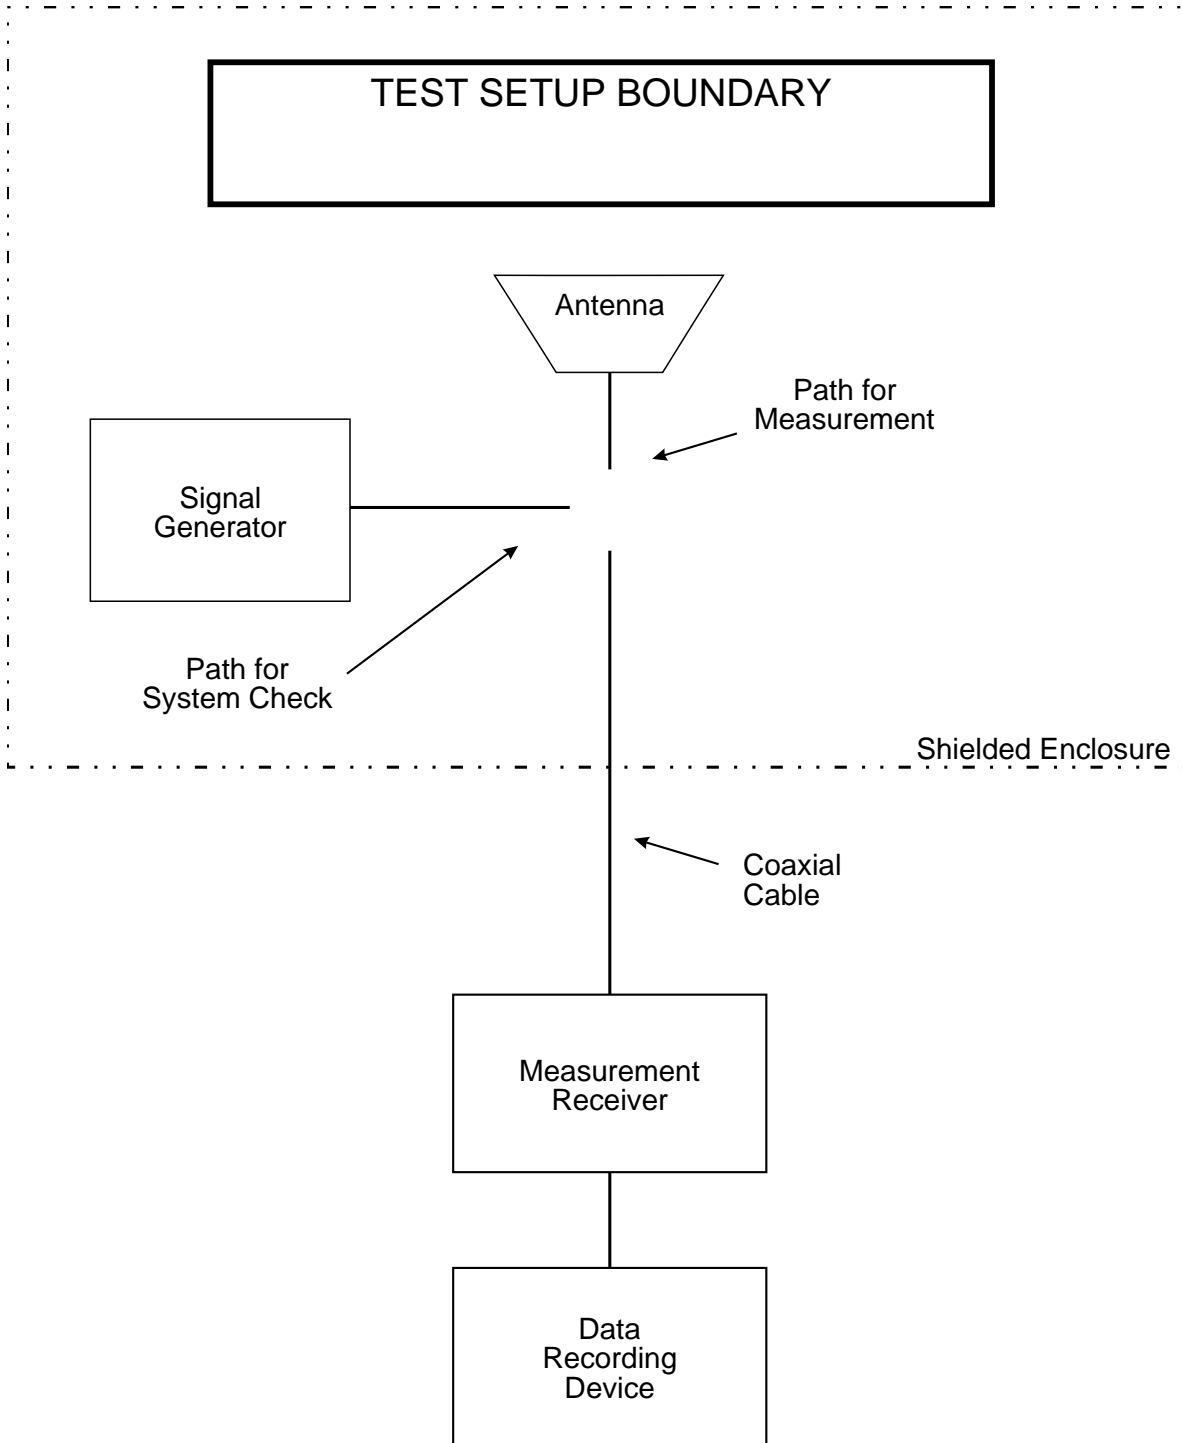 TEST SETUP BOUNDARY
Antenna
Path for
Measurement
Signal
Generator
Path for
System Check
Shielded Enclosure
Coaxial
Cable
Measurement
Receiver
Data
Recording
Device